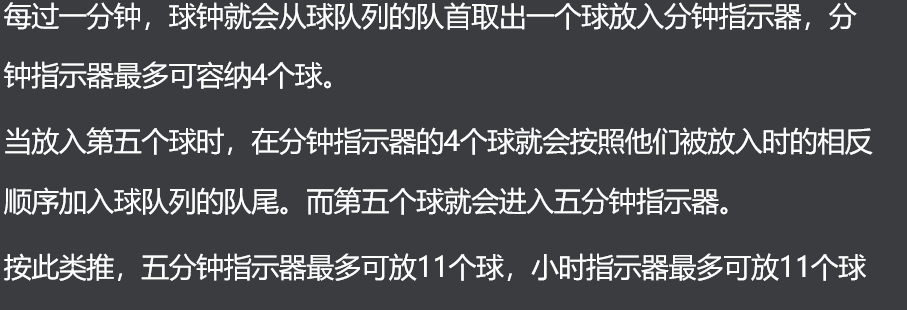 每过一分钟，球钟就会从球队列的队首取出一个球放入分钟指示器，分
钟指示器最多可容纳4个球。
当放入第五个球时，在分钟指示器的4个球就会按照他们被放入时的相反
顺序加入球队列的队尾。而第五个球就会进入五分钟指示器。
按此类推，五分钟指示器最多可放11个球，小时指示器最多可放11个球